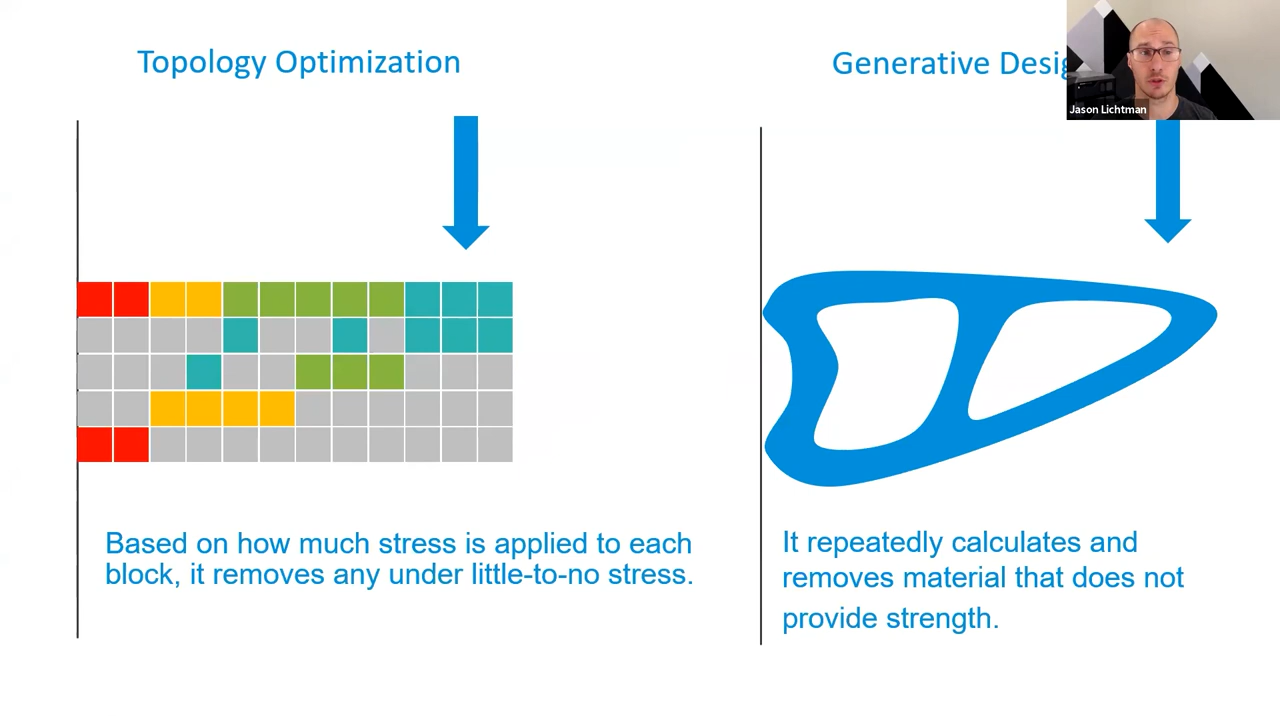 Topology Optimization
Generative Desig
Jason Lichtman
Based on how much stress is applied to each
block, it removes any under little-to-no stress.
It repeatedly calculates and
removes material that does not
provide strength.